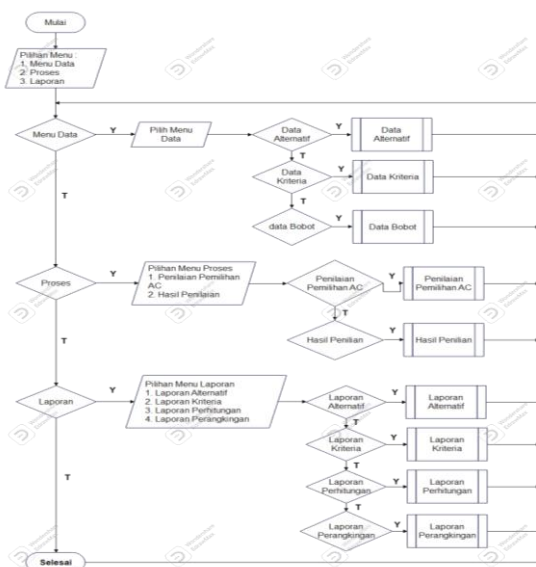 Mulai
Pilihan Menu :
1. Menu Data
2. Proses
3. Laporan
Menu Data
Y
Pilih Menu
Data
Data
Alternatif
Y
Data
Alternatif
T
Data
Kriteria
Y
Data Kriteria
T
T
data Bobot
Y
Data Bobot
Proses
Y
Pilihan Menu Proses
1. Penilaian Pemilihan
AC
2. Hasil Penilaian
Penilaian
Pemilihan AC
Y
Penilaian
Pemilihan AC
T
T
Hasil Penilian
Y
Hasil Penilian
Laporan
Y
Pilihan Menu Laporan
1. Laporan Alternatif
2. Laporan Kriteria
3. Laporan Perhitungan
4. Laporan Perangkingan
Laporan
Alternatif
Y
Laporan
Alternatif
T
Laporan
Kriteria
Y
Laporan
Kriteria
T
T
Laporan
Perhitungan
Y
Laporan
Perhitungan
T
Laporan
Perangkingan
Y
Laporan
Perangkingan
Selesai